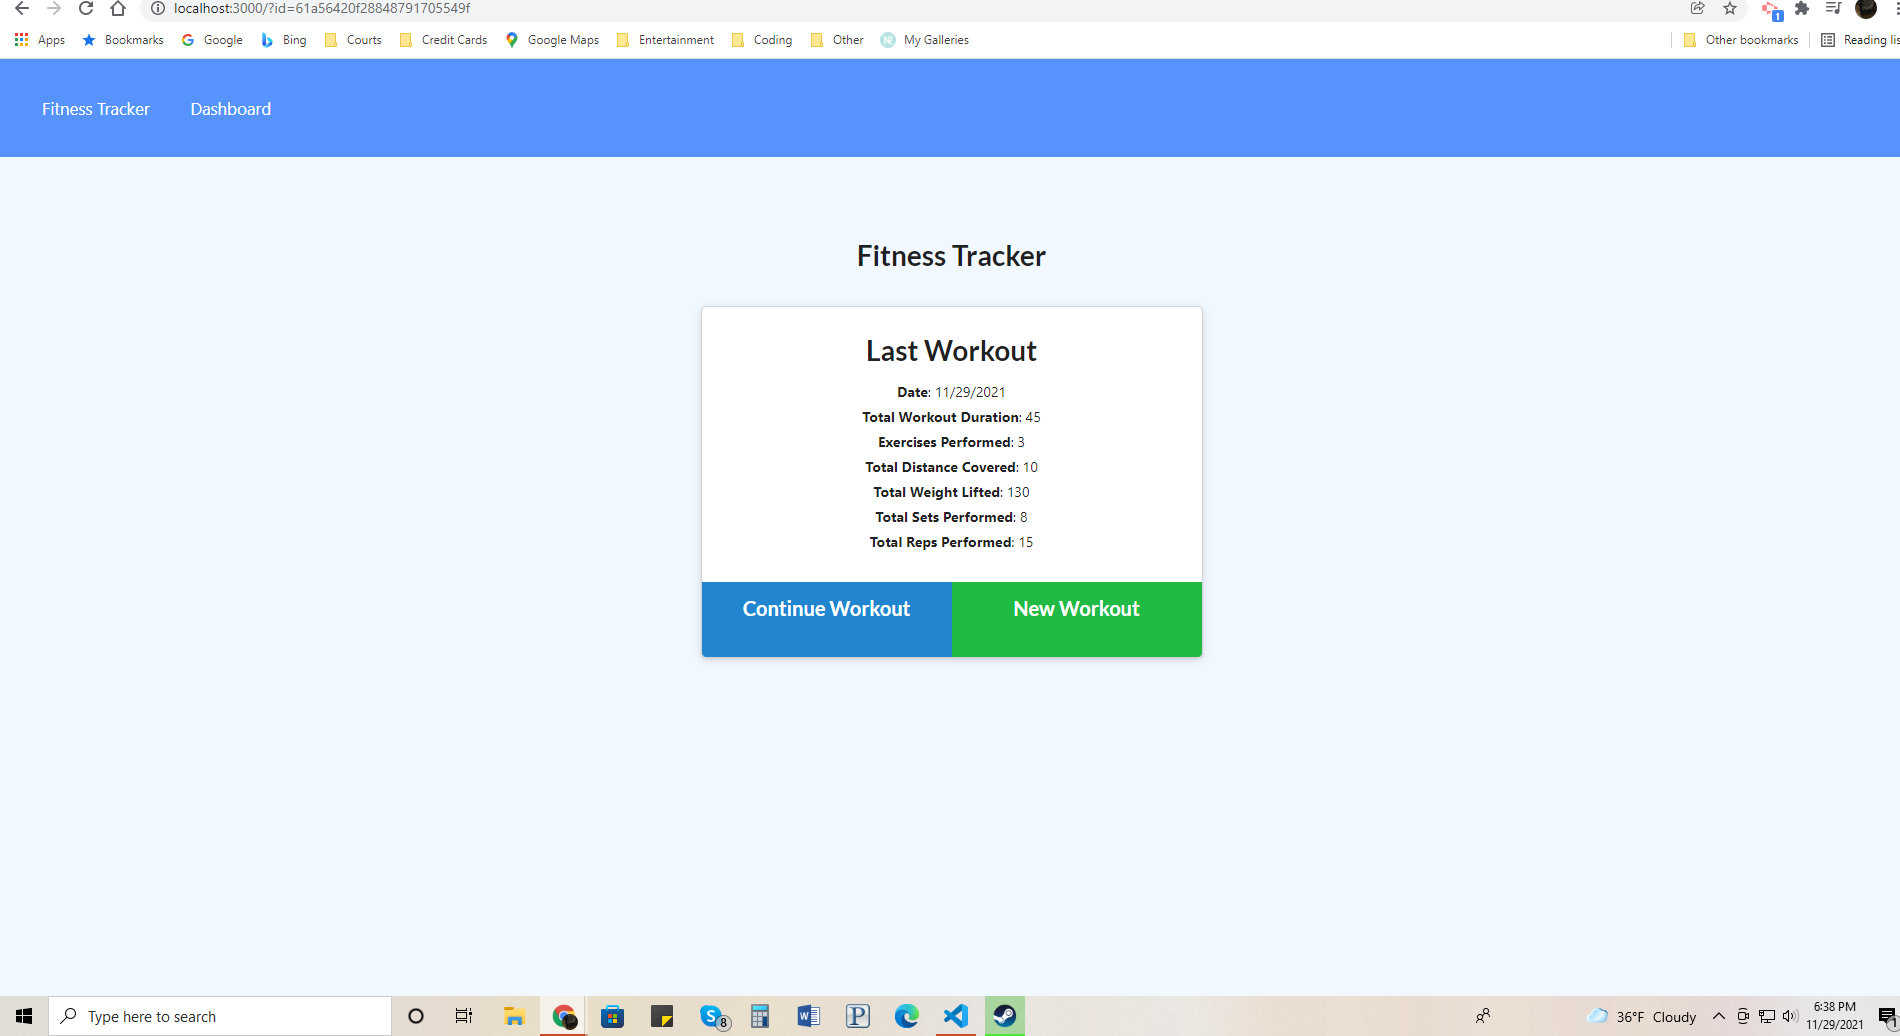 localhost:3000/?id=61a56420f28848791705549f
1
Apps Bookmarks Google Bing Courts Credit Cards Google Maps Entertainment Coding Other My Galleries Other bookmarks Reading lis
Fitness Tracker Dashboard
Fitness Tracker
Last Workout
Date: 11/29/2021
Total Workout Duration: 45
Exercises Performed: 3
Total Distance Covered: 10
Total Weight Lifted: 130
Total Sets Performed: 8
Total Reps Performed: 15
Continue Workout New Workout
Type here to search
8
36°F Cloudy
6:38 PM
11/29/2021
1